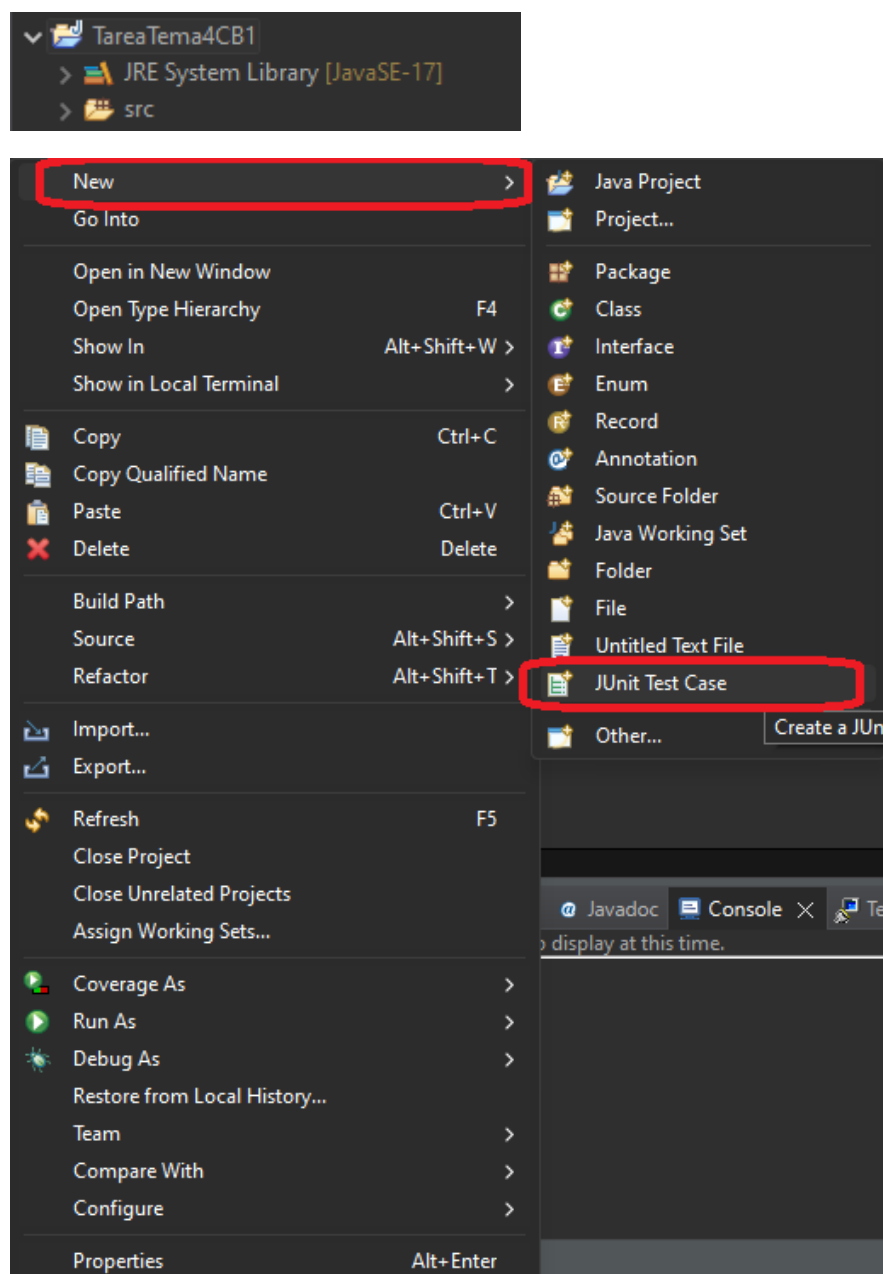 TareaTema4CB1
JRE System Library [JavaSE-17]
src
New
Go Into
Open in New Window
Open Type Hierarchy F4
Show In Alt+Shift+W
Show in Local Terminal
Copy Ctrl+C
Copy Qualified Name
Paste Ctrl+V
Delete Delete
Build Path
Source Alt+Shift+S
Refactor Alt+Shift+T
Import...
Export...
Refresh F5
Close Project
Close Unrelated Projects
Assign Working Sets...
Coverage As
Run As
Debug As
Restore from Local History...
Team
Compare With
Configure
Properties Alt+Enter
Java Project
Project...
Package
Class
Interface
Enum
Record
Annotation
Source Folder
Java Working Set
Folder
File
Untitled Text File
JUnit Test Case
Other...
Create a JUn
@ Javadoc Console Te
display at this time.